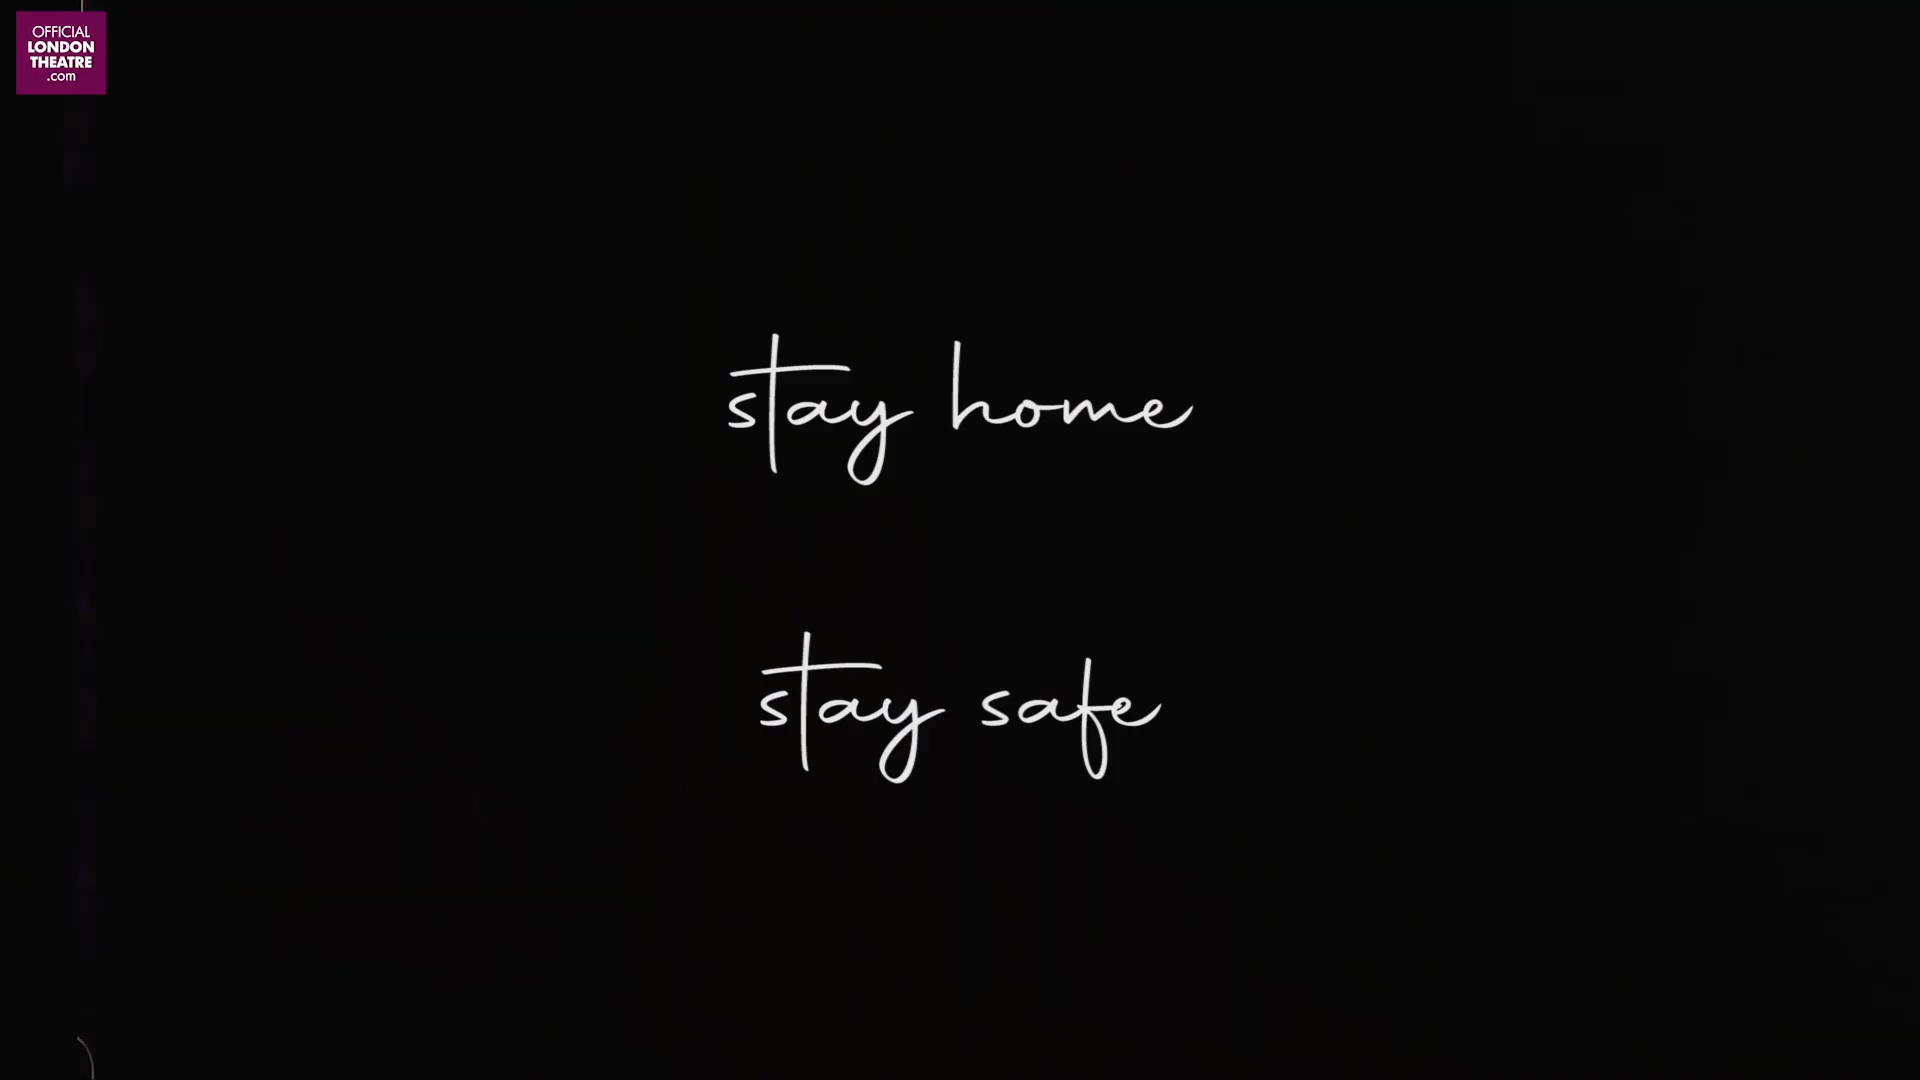 OFFICIAL
LONDON
THEATRE
.com
stay home
stay safe